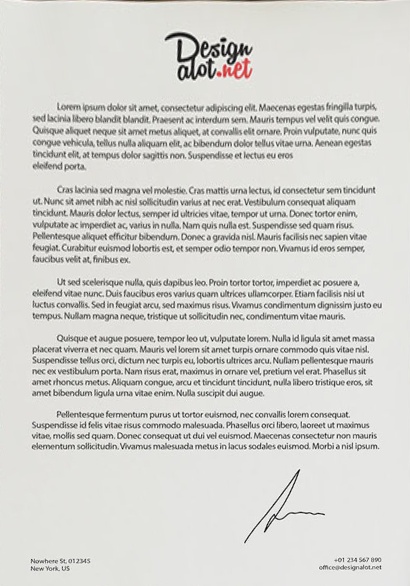 Design
alot.net
Lorem ipsum dolor sit amet, consectetur adipiscing elit. Maecenas egestas fringilla turpis,
sed lacinia libero blandit blandit. Praesent ac interdum sem. Mauris tempus vel velit quis congue.
Quisque aliquet neque sit amet metus aliquet, at convallis elit ornare. Proin vulputate, nunc quis
congue vehicula, tellus nulla aliquam elit, ac bibendum dolor tellus vitae urna. Aenean egestas
tincidunt elit, at tempus dolor sagittis non. Suspendisse et lectus eu eros
eleifend porta.
Cras lacinia sed magna vel molestie. Cras mattis urna lectus, id consectetur sem tincidunt
ut. Nunc sit amet nibh ac nisl sollicitudin varius at nec erat. Vestibulum consequat aliquam
tincidunt. Mauris dolor lectus, semper id ultricies vitae, tempor ut urna. Donec tortor enim,
vulputate ac imperdiet ac, varius in nulla. Nam quis nulla est. Suspendisse sed quam risus.
Pellentesque aliquet efficitur bibendum. Donec a gravida nisl. Mauris facilisis nec sapien vitae
feugiat. Curabitur euismod lobortis est, et semper odio tempor non. Vivamus id eros semper,
faucibus velit at, finibus ex.
Ut sed scelerisque nulla, quis dapibus leo. Proin tortor tortor, imperdiet ac posuere a,
eleifend vitae nunc. Duis faucibus eros varius quam ultrices ullamcorper. Etiam facilisis nisl ut
luctus convallis. Sed in feugiat arcu, sed maximus risus. Vivamus condimentum dignissim justo eu
tempus. Nullam magna neque, tristique ut sollicitudin nec, condimentum vitae mauris.
Quisque et augue posuere, tempor leo ut, vulputate lorem. Nulla id ligula sit amet massa
placerat viverra et nec quam. Mauris vel lorem sit amet turpis ornare commodo quis vitae nisl.
Suspendisse tellus orci, dictum nec turpis eu, lobortis ultrices arcu. Nullam pellentesque mauris
nec ex vestibulum porta. Nam risus erat, maximus in ornare vel, pretium vel erat. Phasellus sit
amet rhoncus metus. Aliquam congue, arcu et tincidunt tincidunt, nulla libero tristique eros, sit
amet bibendum ligula urna vitae enim. Nulla suscipit dui augue.
Pellentesque fermentum purus ut tortor euismod, nec convallis lorem consequat.
Suspendisse id felis vitae risus commodo malesuada. Phasellus orci libero, laoreet ut maximus
vitae, mollis sed quam. Donec consequat ut dui vel euismod. Maecenas consectetur non mauris
elementum sollicitudin. Vivamus malesuada metus in lacus sodales euismod. Morbi a nisl ipsum.
Nowhere St, 012345
New York, US
+01 234 567 890
office@designalot.net